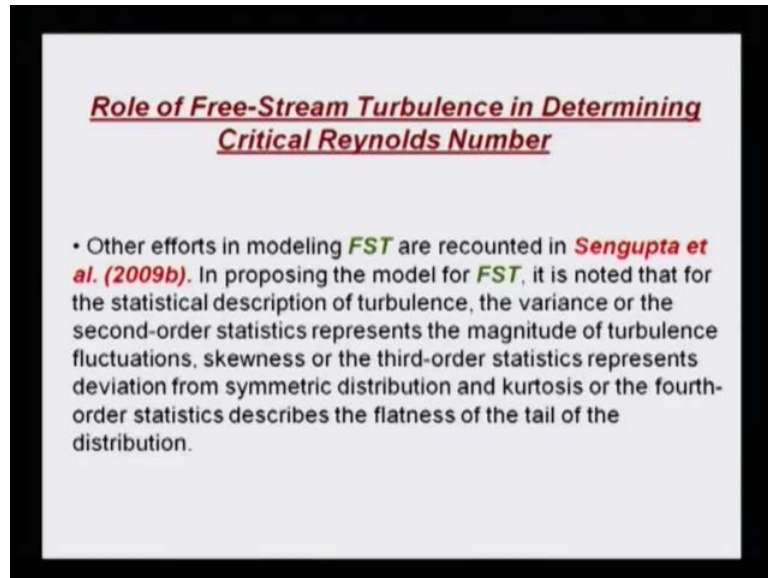 Role of Free-Stream Turbulence in Determining
Critical Reynolds Number
• Other efforts in modeling FST are recounted in Sengupta et
al. (2009b). In proposing the model for FST, it is noted that for
the statistical description of turbulence, the variance or the
second-order statistics represents the magnitude of turbulence
fluctuations, skewness or the third-order statistics represents
deviation from symmetric distribution and kurtosis or the fourth-
order statistics describes the flatness of the tail of the
distribution.